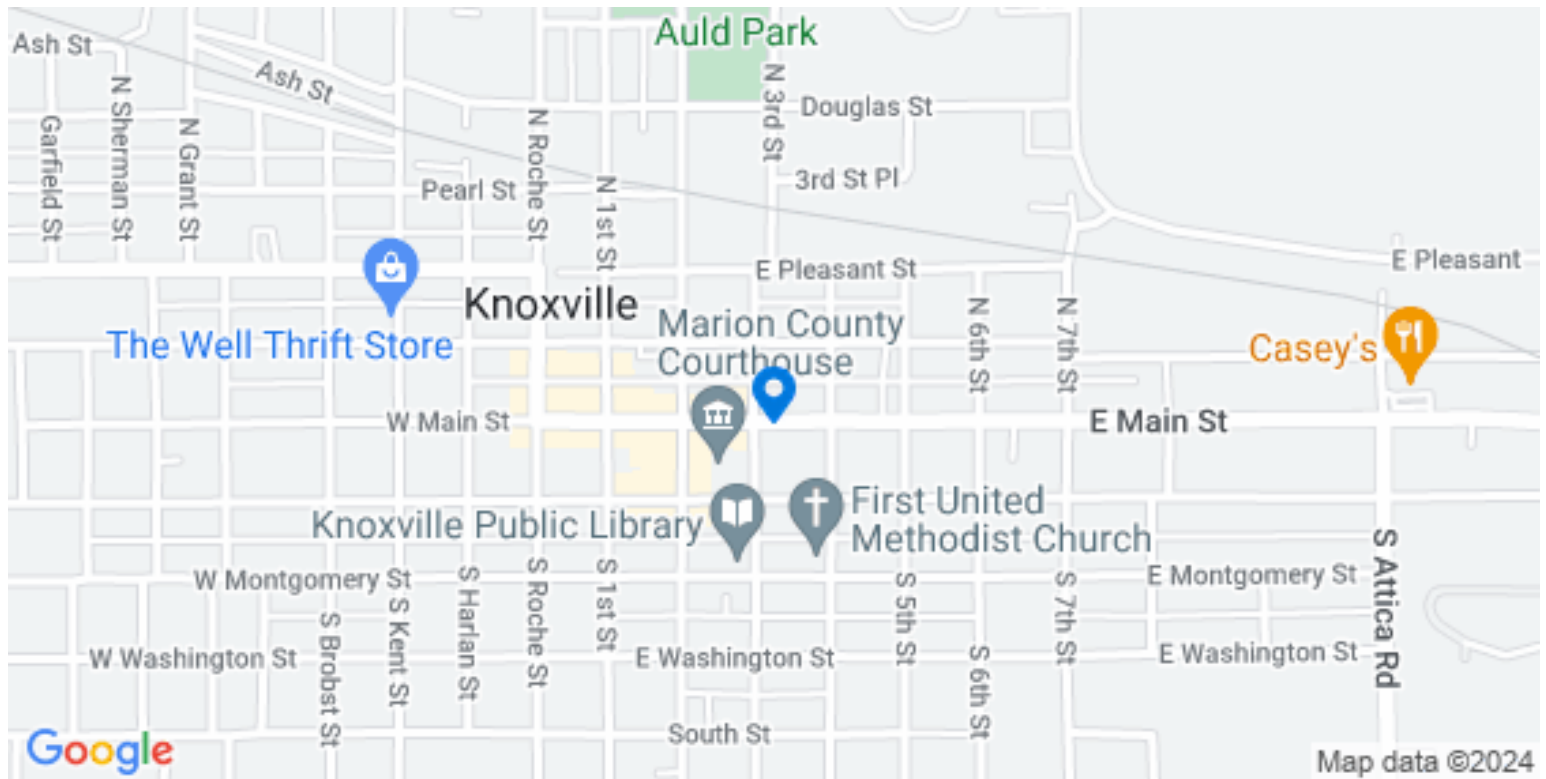 Auld Park
Ash St
Ash St
N Sherman St
Garfield St
N Grant St
N Roche St
N 3rd St
Douglas St
3rd St Pl
Pearl St
N 1st St
E Pleasant St
E Pleasant
Knoxville
The Well Thrift Store
Marion County
Courthouse
N 6th St
N 7th St
Casey's
W Main St
E Main St
Knoxville Public Library
First United
Methodist Church
W Montgomery St
E Montgomery St
S Attica Rd
S Brobst St
S Kent St
S Harlan St
S Roche St
S 1st St
S 5th St
S 6th St
S 7th St
W Washington St
E Washington St
E Washington St
South St
Google
Map data ©2024